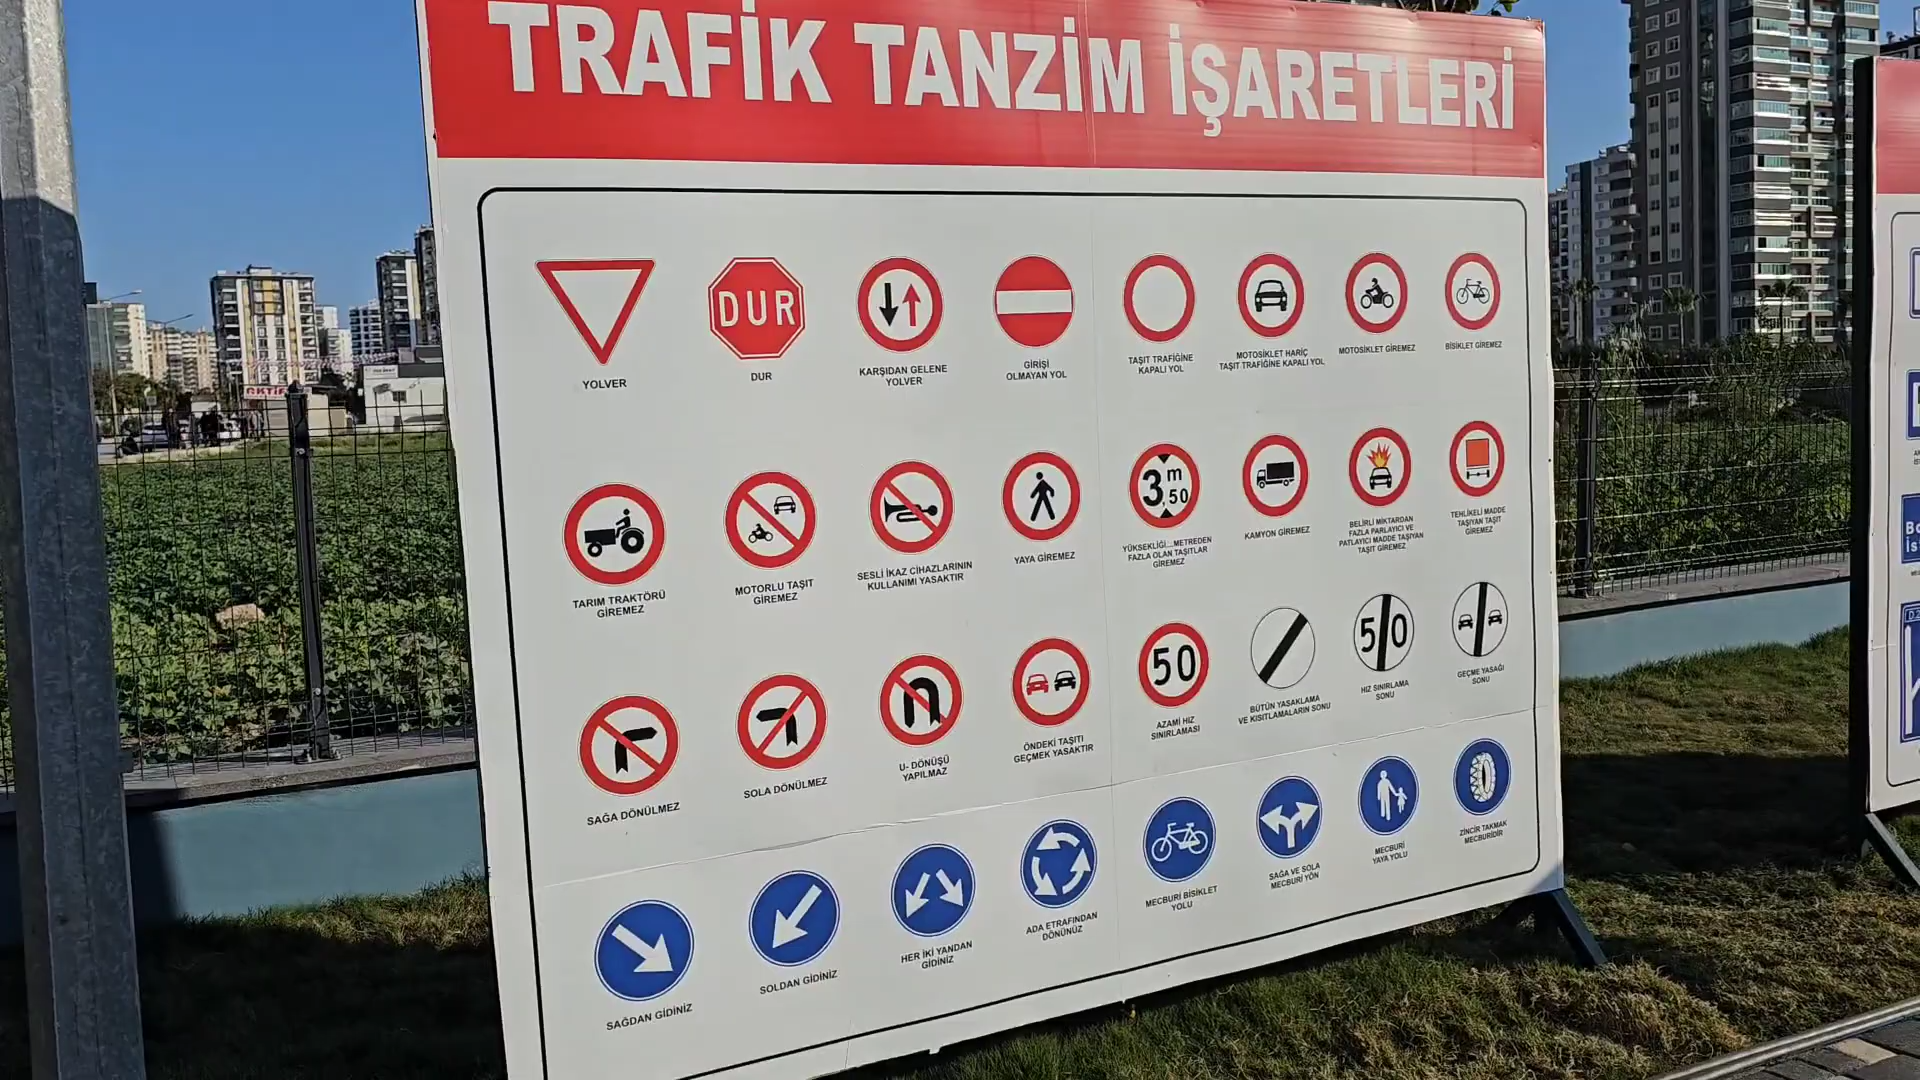 TRAFİK TANZİM İŞARETLERİ
DUR
YOLVER
DUR
KARŞIDAN GELENE
YOLVER
GİRİŞİ
OLMAYAN YOL
TAŞIT TRAFİĞİNE
KAPALI YOL
MOTOSİKLET HARİÇ
TAŞIT TRAFİĞİNE KAPALI YOL
MOTOSİKLET GİREMEZ
BİSİKLET GİREMEZ
3 m ,50
TARIM TRAKTÖRÜ
GİREMEZ
MOTORLU TAŞIT
GİREMEZ
SESLİ İKAZ CİHAZLARININ
KULLANIMI YASAKTIR
YAYA GİREMEZ
YÜKSEKLİĞİ...METREDEN
FAZLA OLAN TAŞITLAR
GİREMEZ
KAMYON GİREMEZ
BELİRLİ MİKTARDAN
FAZLA PARLAYICI VE
PATLAYICI MADDE TAŞIYAN
TAŞIT GİREMEZ
TEHLİKELİ MADDE
TAŞIYAN TAŞIT
GİREMEZ
50
50
SAĞA DÖNÜLMEZ
SOLA DÖNÜLMEZ
U- DÖNÜŞÜ
YAPILMAZ
ÖNDEKİ TAŞITI
GEÇMEK YASAKTIR
AZAMİ HIZ
SINIRLAMASI
BÜTÜN YASAKLAMA
VE KISITLAMALARIN SONU
HIZ SINIRLAMA
SONU
GEÇME YASAĞI
SONU
SAĞDAN GİDİNİZ
SOLDAN GİDİNİZ
HER İKİ YANDAN
GİDİNİZ
ADA ETRAFINDAN
DÖNÜNÜZ
MECBURİ BİSİKLET
YOLU
SAĞA VE SOLA
MECBURİ YÖN
MECBURİ
YAYA YOLU
ZİNCİR TAKMAK
MECBURİDİR